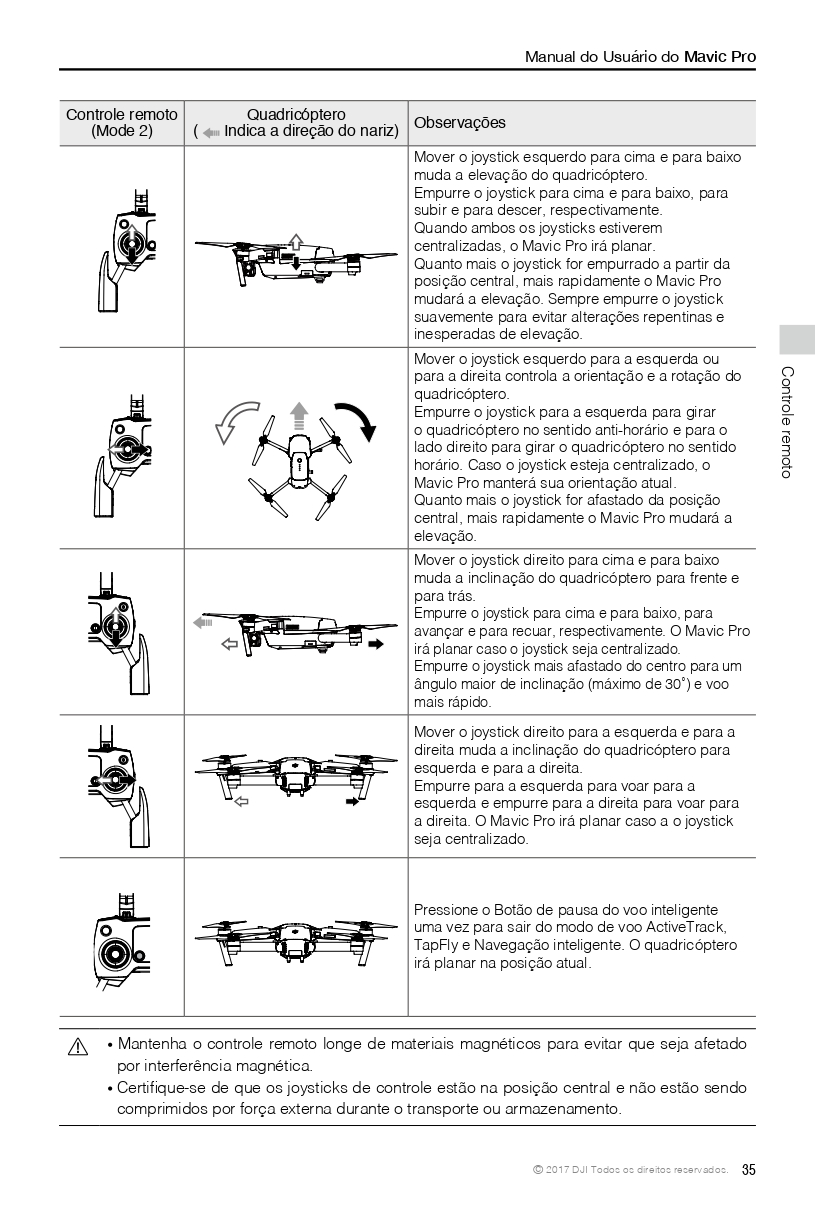 Manual do Usuário do Mavic Pro
Controle remoto
(Mode 2)
Quadricóptero
( Indica a direção do nariz)
Observações
Mover o joystick esquerdo para cima e para baixo
muda a elevação do quadricóptero.
Empurre o joystick para cima e para baixo, para
subir e para descer, respectivamente.
Quando ambos os joysticks estiverem
centralizadas, o Mavic Pro irá planar.
Quanto mais o joystick for empurrado a partir da
posição central, mais rapidamente o Mavic Pro
mudará a elevação. Sempre empurre o joystick
suavemente para evitar alterações repentinas e
inesperadas de elevação.
Mover o joystick esquerdo para a esquerda ou
para a direita controla a orientação e a rotação do
quadricóptero.
Empurre o joystick para a esquerda para girar
o quadricóptero no sentido anti-horário e para o
lado direito para girar o quadricóptero no sentido
horário. Caso o joystick esteja centralizado, o
Mavic Pro manterá sua orientação atual.
Quanto mais o joystick for afastado da posição
central, mais rapidamente o Mavic Pro mudará a
elevação.
Mover o joystick direito para cima e para baixo
muda a inclinação do quadricóptero para frente e
para trás.
Empurre o joystick para cima e para baixo, para
avançar e para recuar, respectivamente. O Mavic Pro
irá planar caso o joystick seja centralizado.
Empurre o joystick mais afastado do centro para um
ângulo maior de inclinação (máximo de 30˚) e voo
mais rápido.
Mover o joystick direito para a esquerda e para a
direita muda a inclinação do quadricóptero para
esquerda e para a direita.
Empurre para a esquerda para voar para a
esquerda e empurre para a direita para voar para
a direita. O Mavic Pro irá planar caso a o joystick
seja centralizado.
Pressione o Botão de pausa do voo inteligente
uma vez para sair do modo de voo ActiveTrack,
TapFly e Navegação inteligente. O quadricóptero
irá planar na posição atual.
• Mantenha o controle remoto longe de materiais magnéticos para evitar que seja afetado
por interferência magnética.
• Certifique-se de que os joysticks de controle estão na posição central e não estão sendo
comprimidos por força externa durante o transporte ou armazenamento.
Controle remoto
© 2017 DJI Todos os direitos reservados. 35